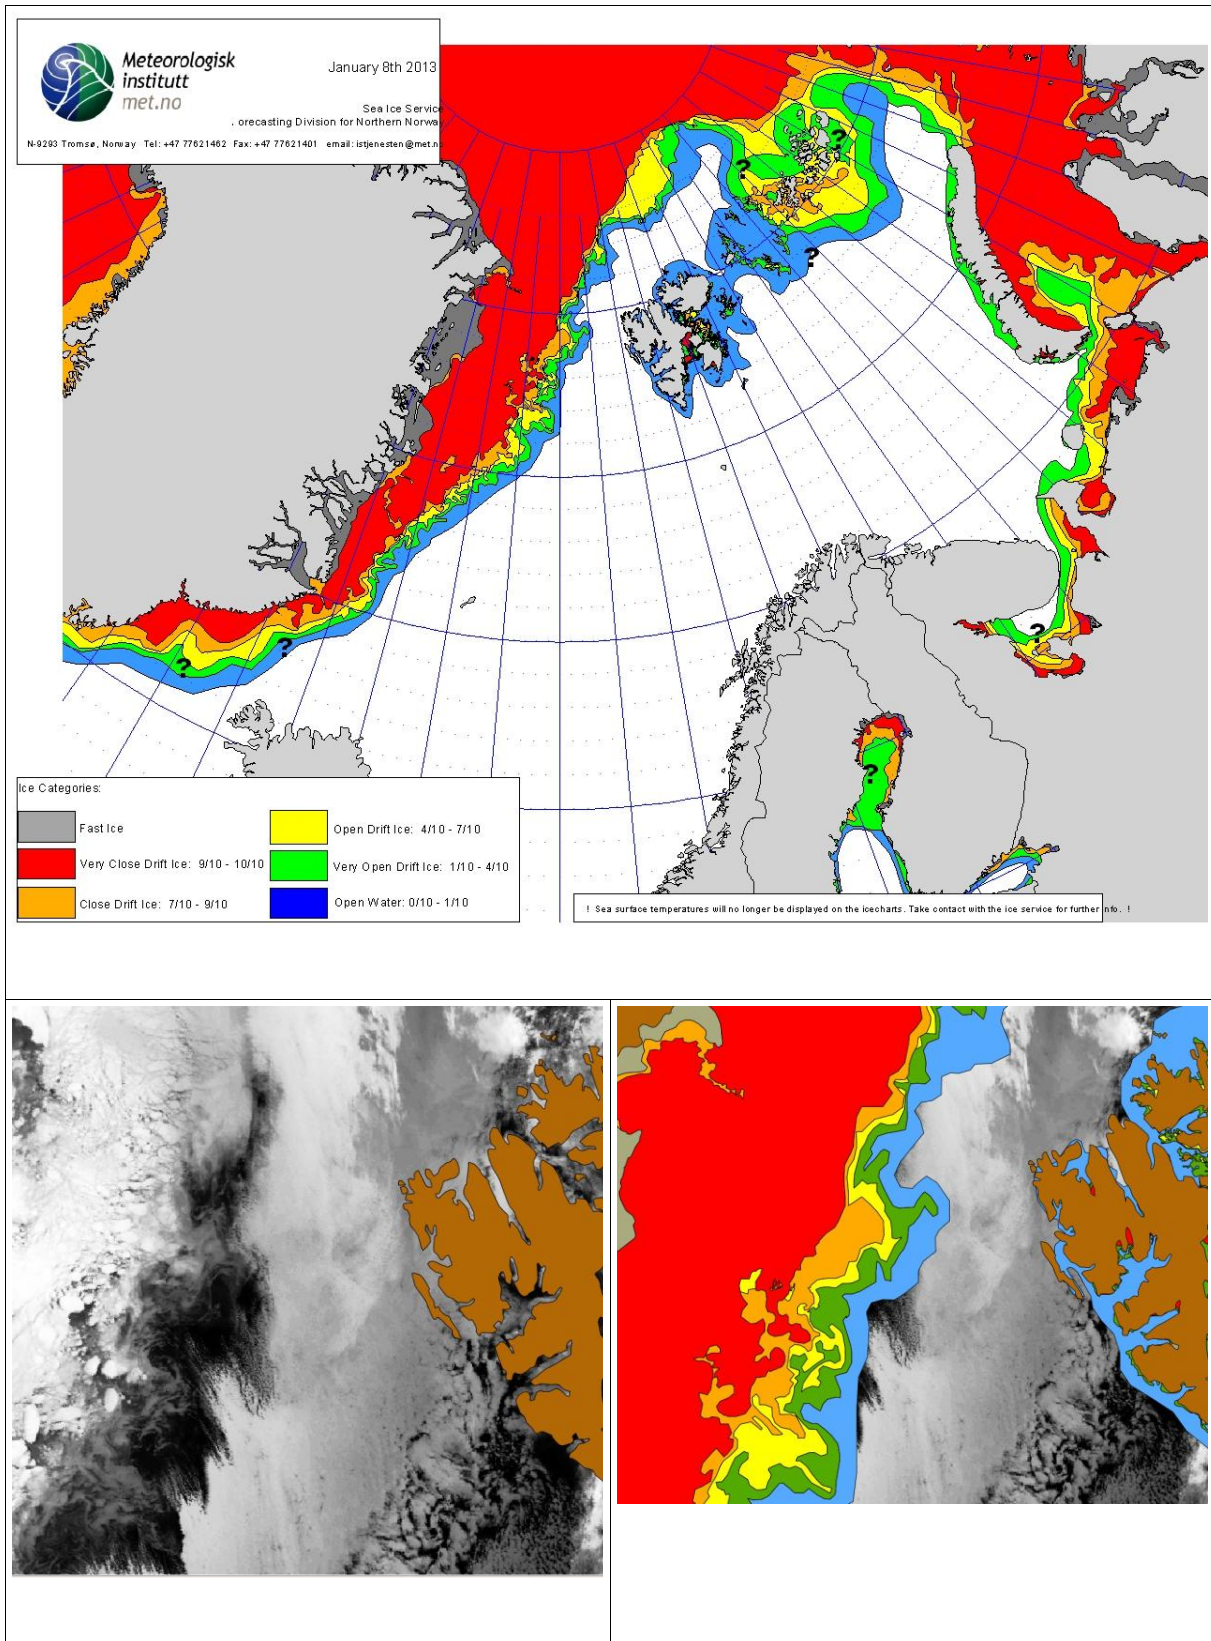 Meteorologisk
institutt
met.no
January 8th 2013
Sea Ice Service
. orecasting Division for Northern Norway
N-9293 Tromsø, Norway Tel: +47 77621462 Fax: +47 77621401 email: istjenesten@met.n
?
?
?
?
?
?
?
Ice Categories:
Fast Ice
Very Close Drift Ice: 9/10 - 10/10
Close Drift Ice: 7/10 - 9/10
Open Drift Ice: 4/10 - 7/10
Very Open Drift Ice: 1/10 - 4/10
Open Water: 0/10 - 1/10
! Sea surface temperatures will no longer be displayed on the icecharts. Take contact with the ice service for further nfo. !